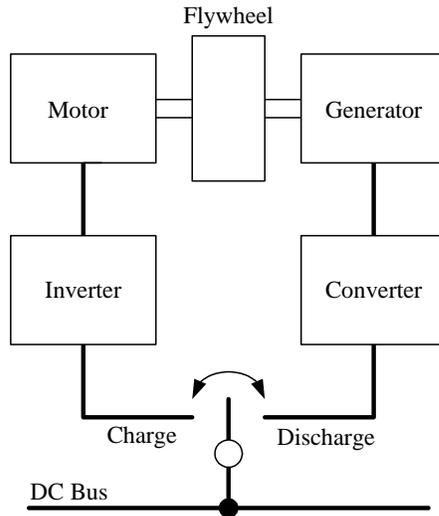 Flywheel
Motor
Generator
Inverter
Converter
Charge
Discharge
DC Bus